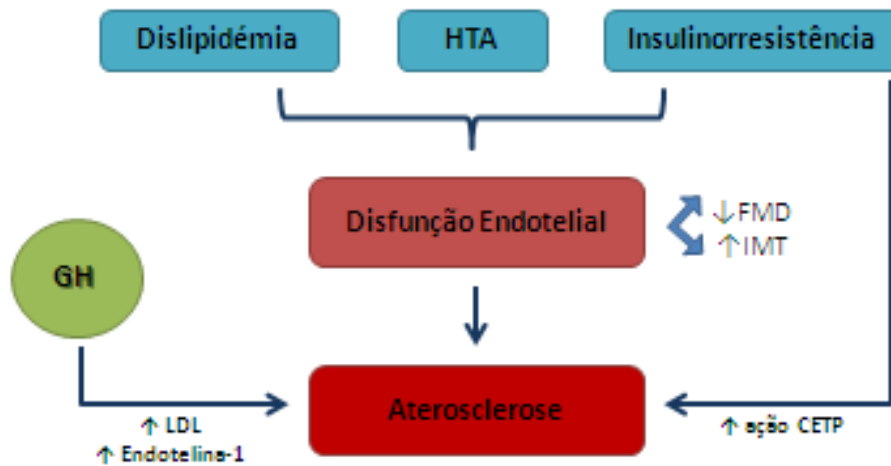 Dislipidémia
HTA
Insulinorresistência
Disfunção Endotelial
↓FMD
↑IMT
GH
Aterosclerose
↑ LDL
↑ Endotelina-1
↑ ação CETP